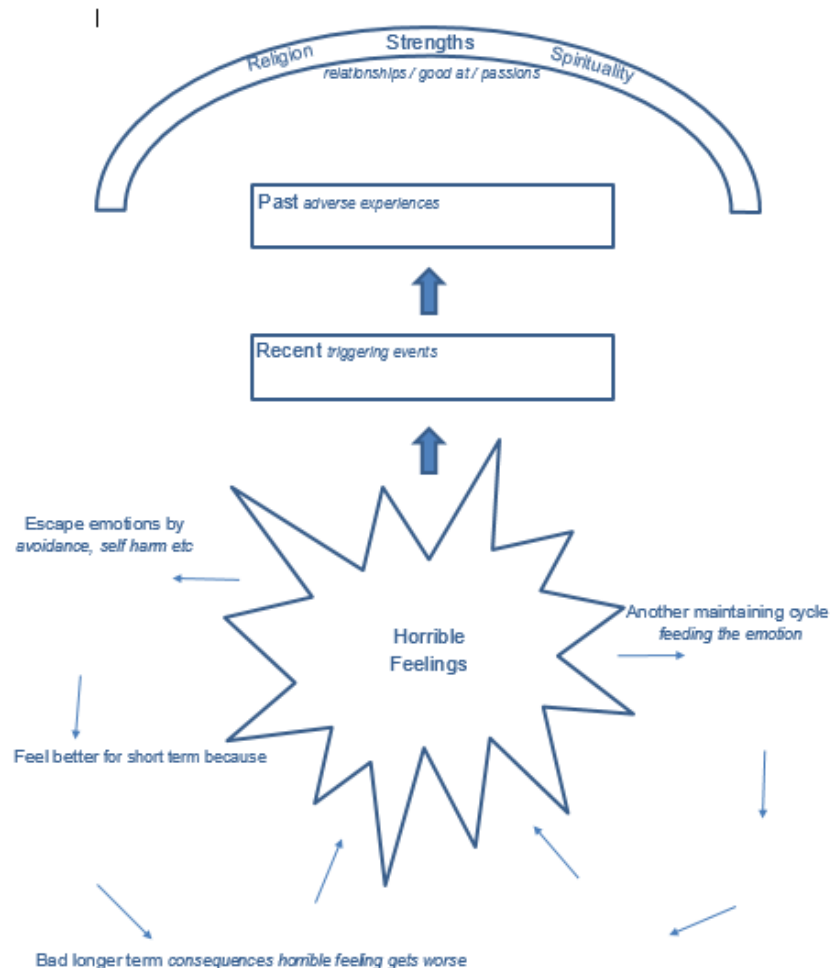 Religion Strengths Spirituality
relationships / good at / passions
Past adverse experiences
Recent triggering events
Escape emotions by
avoidance, self harm etc
Another maintaining cycle
feeding the emotion
Horrible
Feelings
Feel better for short term because
Bad longer term consequences horrible feeling gets worse